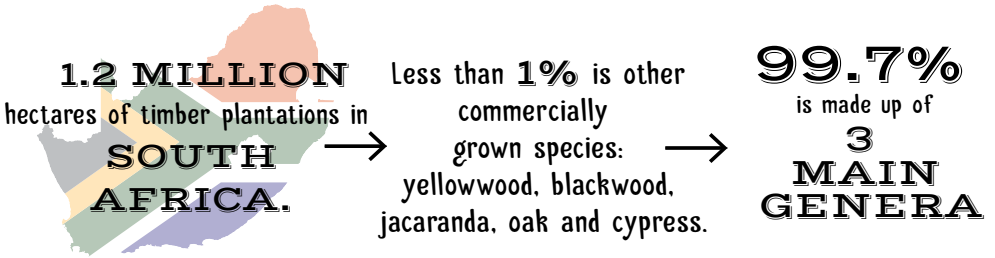 1.2 MILLION
hectares of timber plantations in
SOUTH
AFRICA.
Less than 1% is other
commercially
grown species:
yellowwood, blackwood,
jacaranda, oak and cypress.
99.7%
is made up of
3
MAIN
GENERA